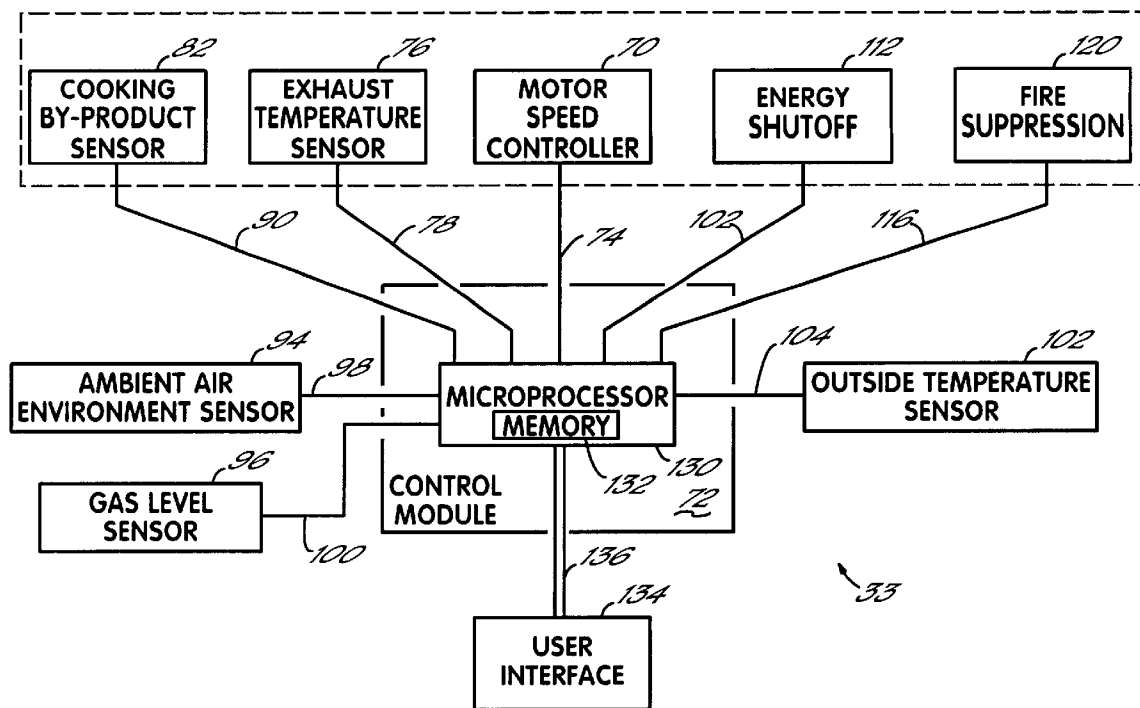 82
76
70
112
120
COOKING
BY-PRODUCT
SENSOR
EXHAUST
TEMPERATURE
SENSOR
MOTOR
SPEED
CONTROLLER
ENERGY
SHUTOFF
FIRE
SUPPRESSION
90
78
74
102
116
94
AMBIENT AIR
ENVIRONMENT SENSOR
98
MICROPROCESSOR
MEMORY
104
102
OUTSIDE TEMPERATURE
SENSOR
96
GAS LEVEL
SENSOR
100
CONTROL
MODULE
132
130
72
136
134
USER
INTERFACE
33